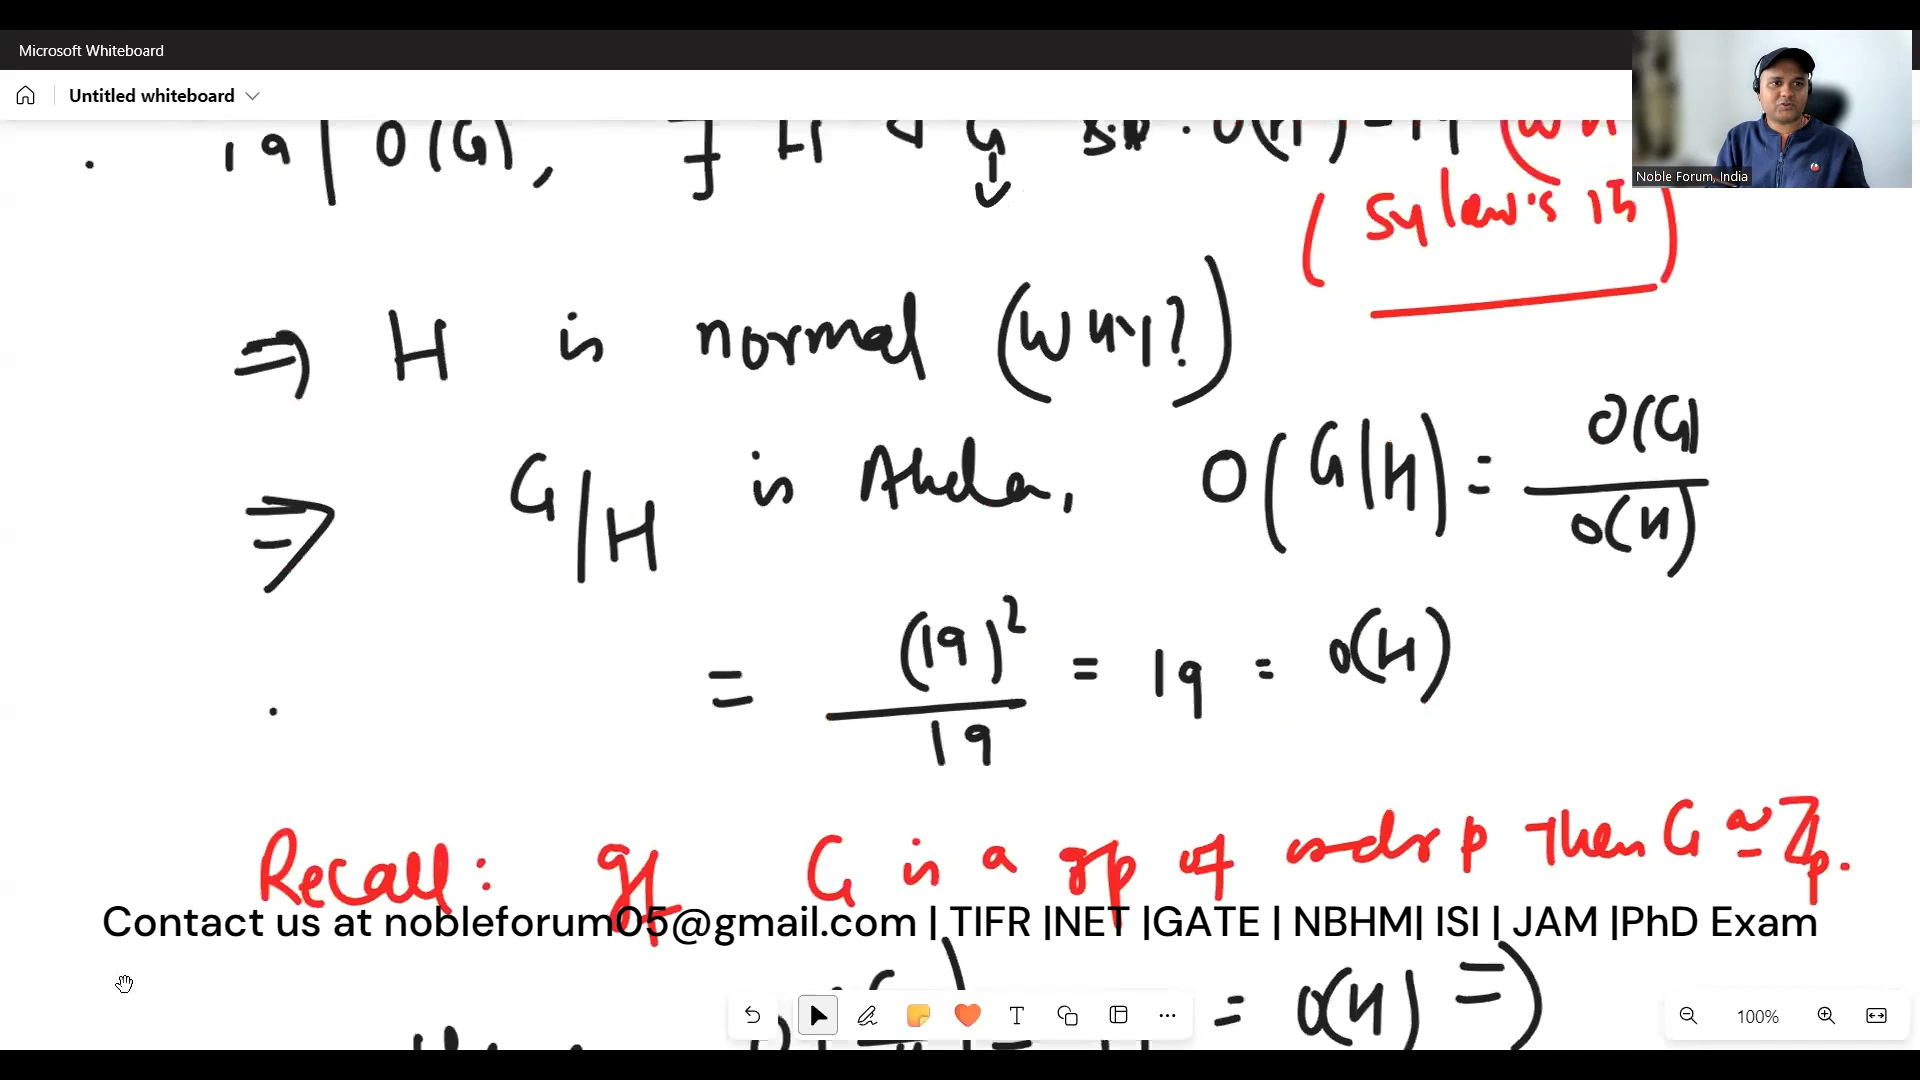 Microsoft Whiteboard
Untitled whiteboard
Noble Forum, India
. 19 | O(G), ∃ H ◁ G s.t. O(H) = 19 (
(Sylow's 1st)
⇒ H is normal (Why?)
⇒ G/H is O(G|H) = O(G)
O(H)
= (19)² = 19 = O(H)
. 19
Recall: If G is a gp of order p then G ≃ Zp.
Contact us at nobleforum05@gmail.com | TIFR |NET |GATE | NBHM| ISI | JAM |PhD Exam
= O(H) ⇒)
100%